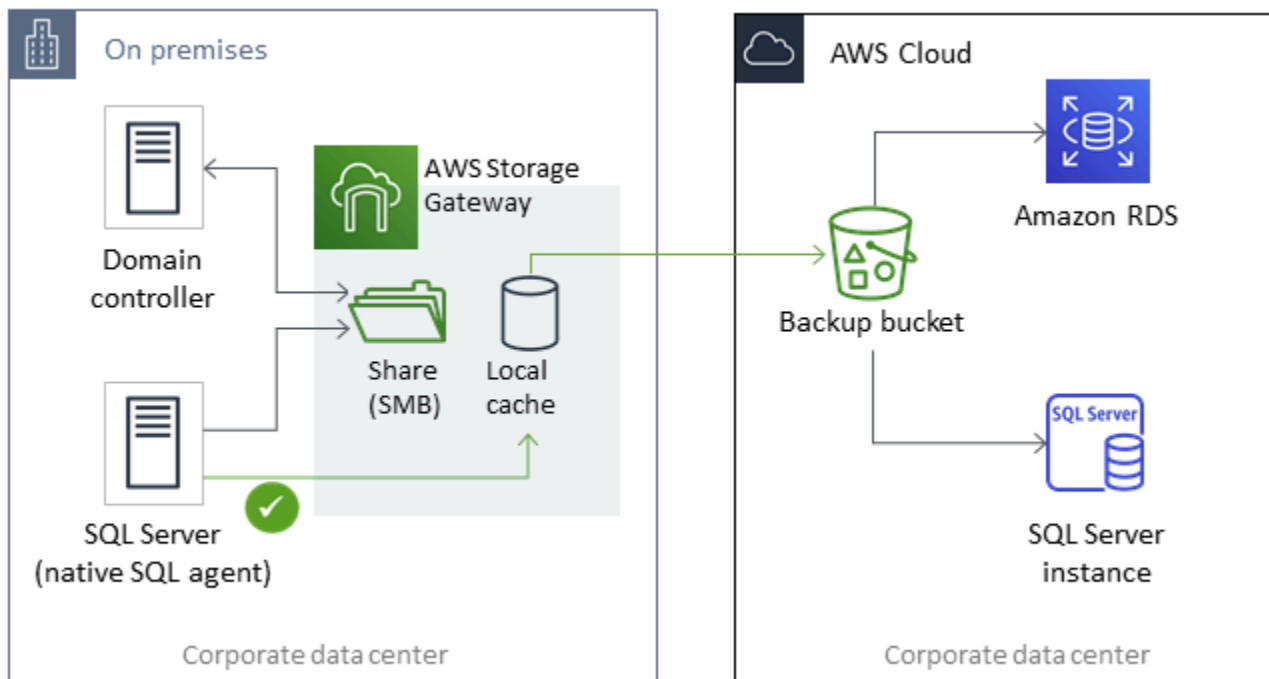 On premises
AWS Storage
Gateway
Domain
controller
Share
(SMB)
Local
cache
SQL Server
(native SQL agent)
Corporate data center
AWS Cloud
Amazon RDS
Backup bucket
SQL Server
SQL Server
instance
Corporate data center